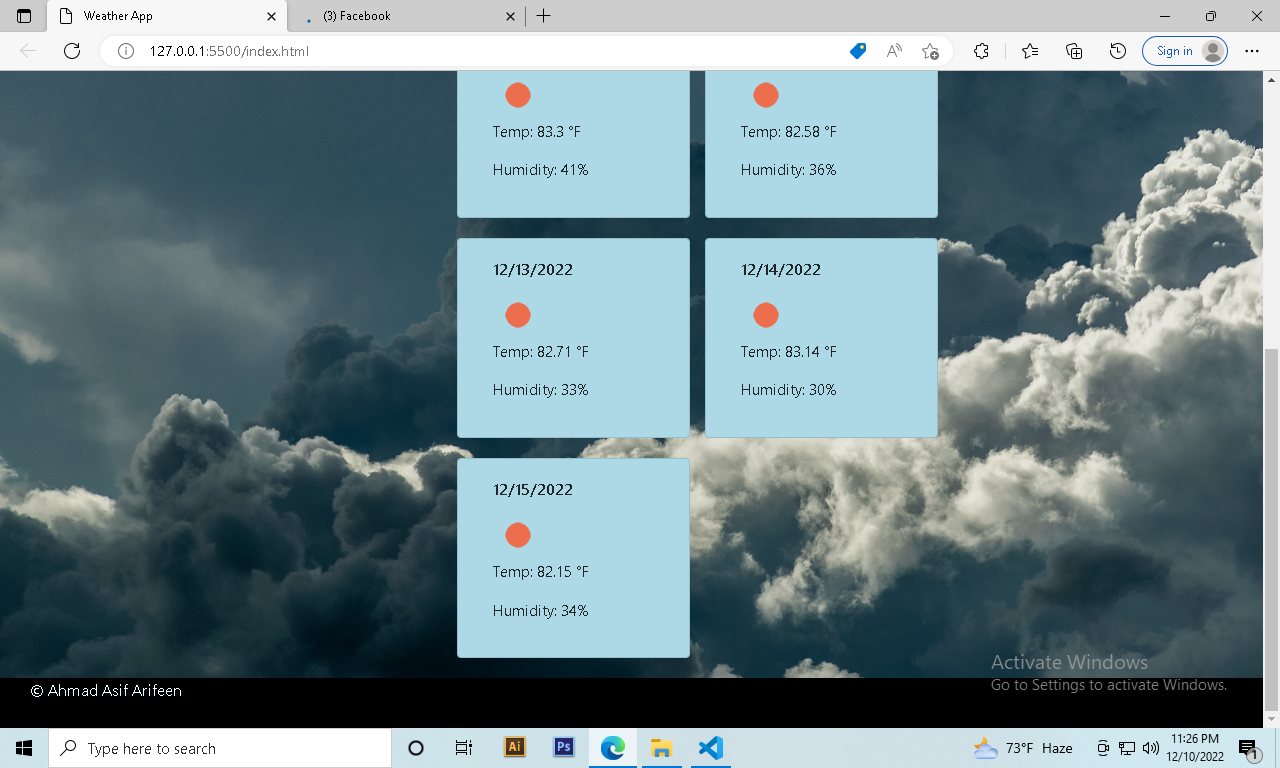 Weather App
(3) Facebook
127.0.0.1:5500/index.html
Sign in
Temp: 83.3 °F
Humidity: 41%
Temp: 82.58 °F
Humidity: 36%
12/13/2022
Temp: 82.71 °F
Humidity: 33%
12/14/2022
Temp: 83.14 °F
Humidity: 30%
12/15/2022
Temp: 82.15 °F
Humidity: 34%
Activate Windows
Go to Settings to activate Windows.
© Ahmad Asif Arifeen
Type here to search
Ai
Ps
73°F Haze
11:26 PM
12/10/2022
1